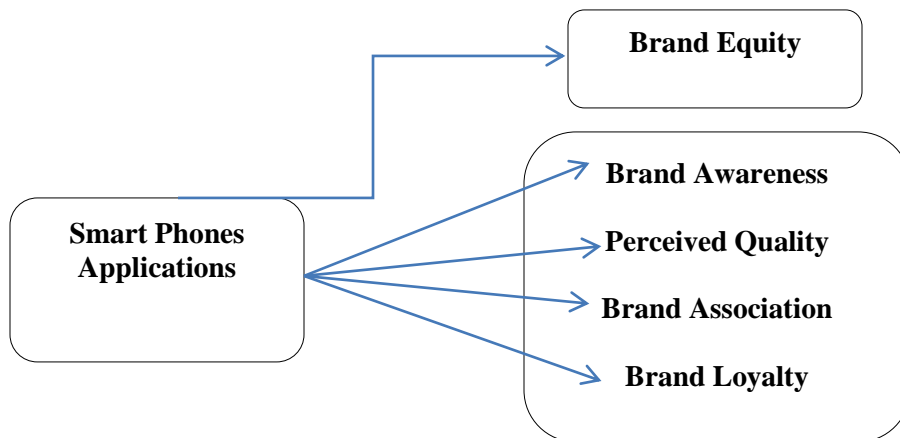 Brand Equity
Brand Awareness
Smart Phones
Applications
Perceived Quality
Brand Association
Brand Loyalty